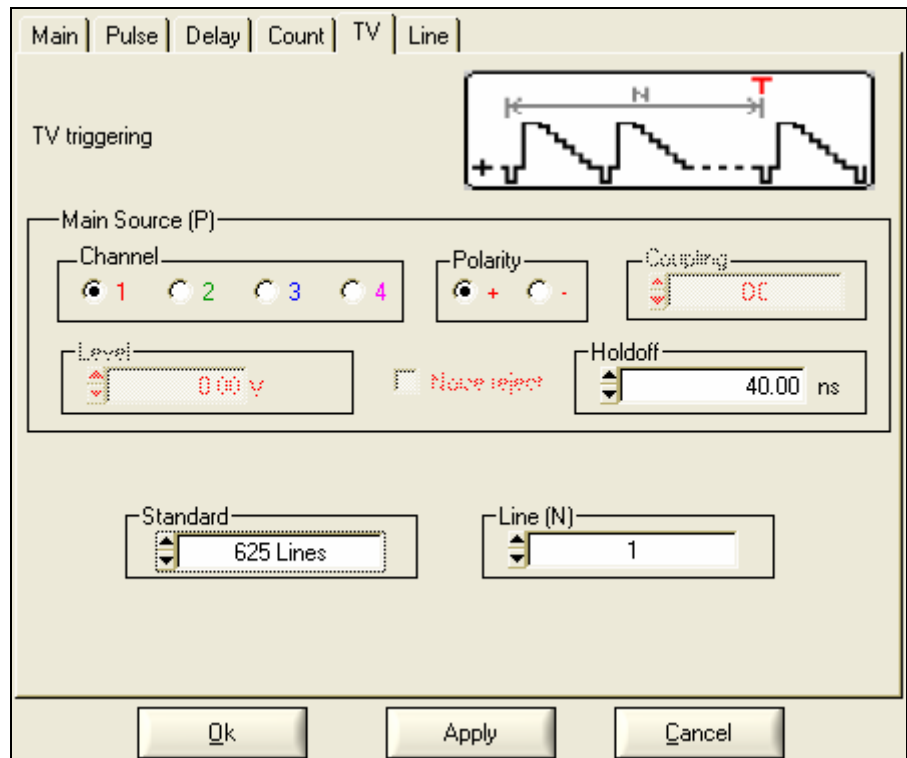 Main Pulse Delay Count TV Line
N T
TV triggering
+
Main Source (P)
Channel Polarity Coupling
1 2 3 4 + - DC
Level Noise reject Holdoff
0.00 V 40.00 ns
Standard Line (N)
625 Lines 1
Ok Apply Cancel